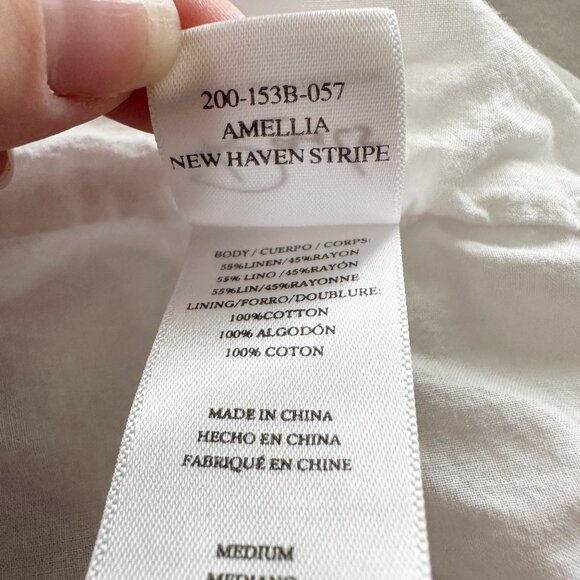 200-153B-057
AMELLIA
NEW HAVEN STRIPE
BODY / CUERPO / CORPS:
55%LINEN/45%RAYON
55% LINO /45%RAYÓN
55%LIN/45%RAYONNE
LINING/FORRO/DOUBLURE:
100%COTTON
100% ALGODÓN
100% COTON
MADE IN CHINA
HECHO EN CHINA
FABRIQUÉ EN CHINE
MEDIUM
MEDIANO